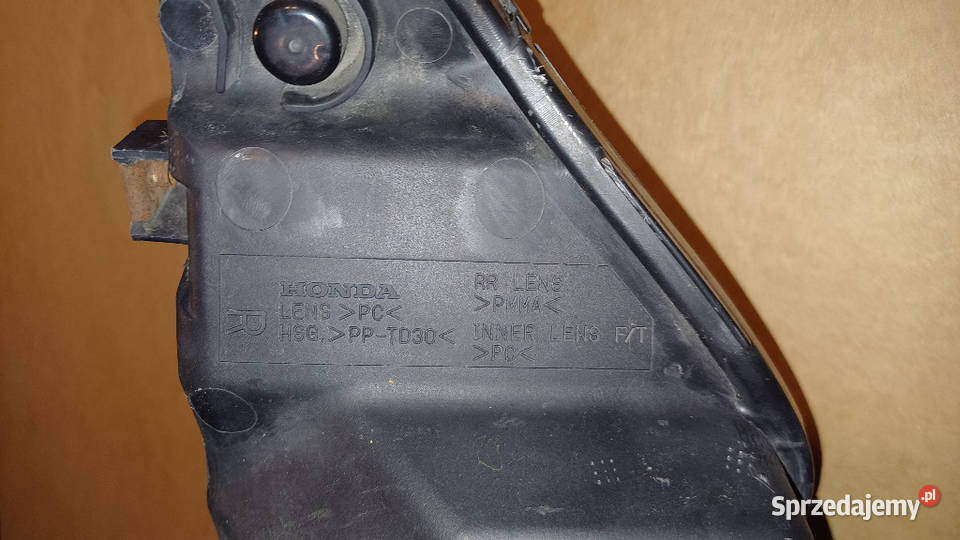 HONDA
LENS >PC<
HSG. >PP-TD30<
RR LENS
>PMMA<
INNER LENS F/T
>PC<
R
Sprzedajemy.pl